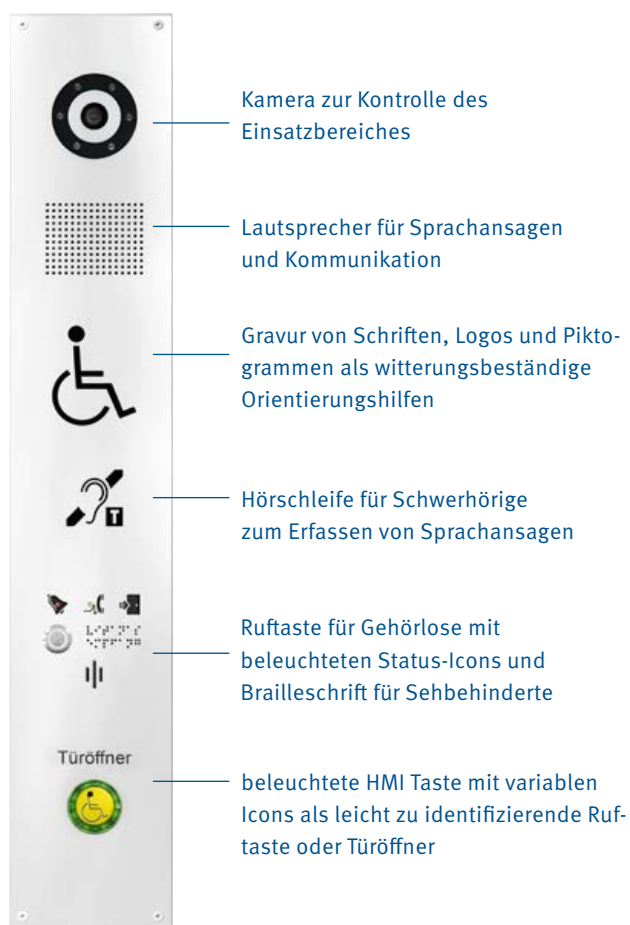 Kamera zur Kontrolle des
Einsatzbereiches
Lautsprecher für Sprachansagen
und Kommunikation
Gravur von Schriften, Logos und Pikto-
grammen als witterungsbeständige
Orientierungshilfen
T
Hörschleife für Schwerhörige
zum Erfassen von Sprachansagen
Ruftaste für Gehörlose mit
beleuchteten Status-Icons und
Brailleschrift für Sehbehinderte
Türöffner
beleuchtete HMI Taste mit variablen
Icons als leicht zu identifizierende Ruf-
taste oder Türöffner